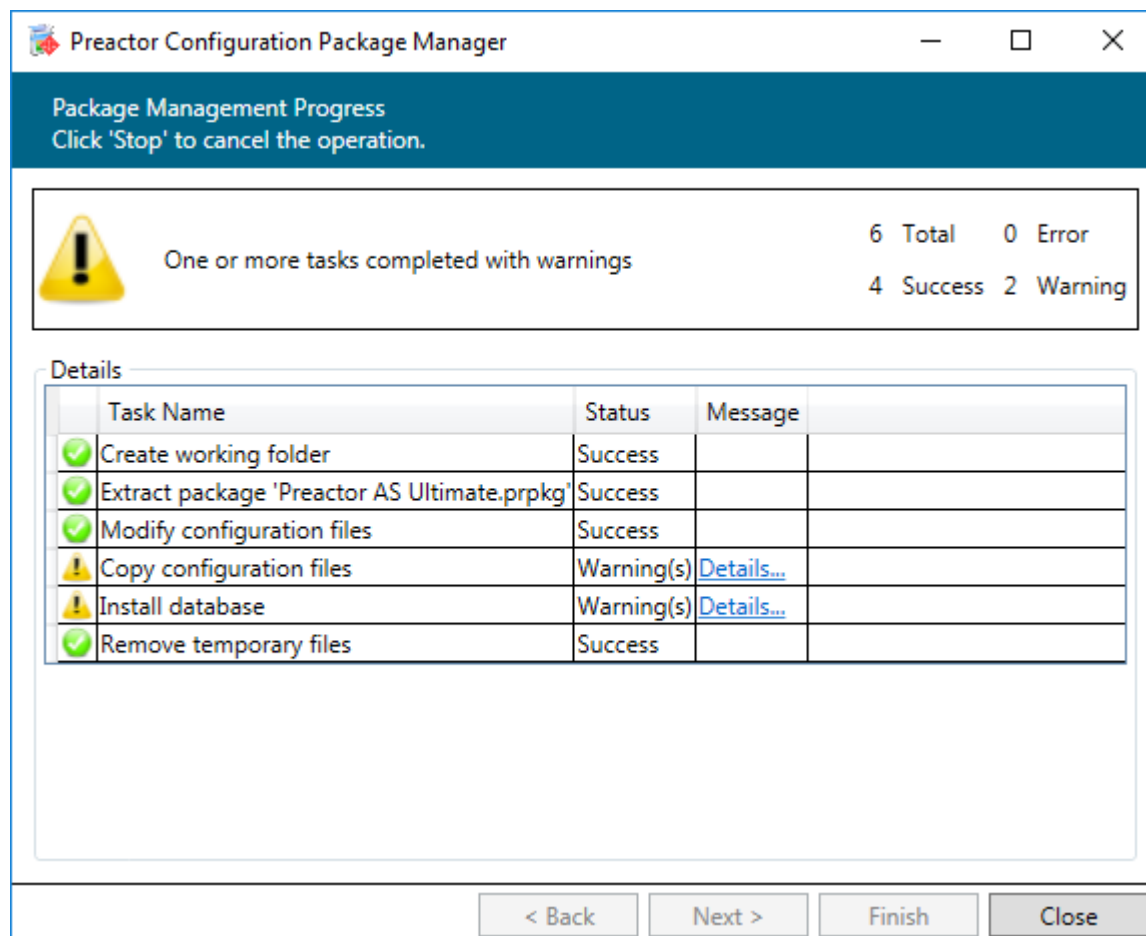 Preactor Configuration Package Manager
Package Management Progress
Click 'Stop' to cancel the operation.
One or more tasks completed with warnings
6 Total 0 Error
4 Success 2 Warning
Details
Task Name Status Message
Create working folder Success
Extract package 'Preactor AS Ultimate.prpkg' Success
Modify configuration files Success
Copy configuration files Warning(s) Details...
Install database Warning(s) Details...
Remove temporary files Success
< Back Next > Finish Close